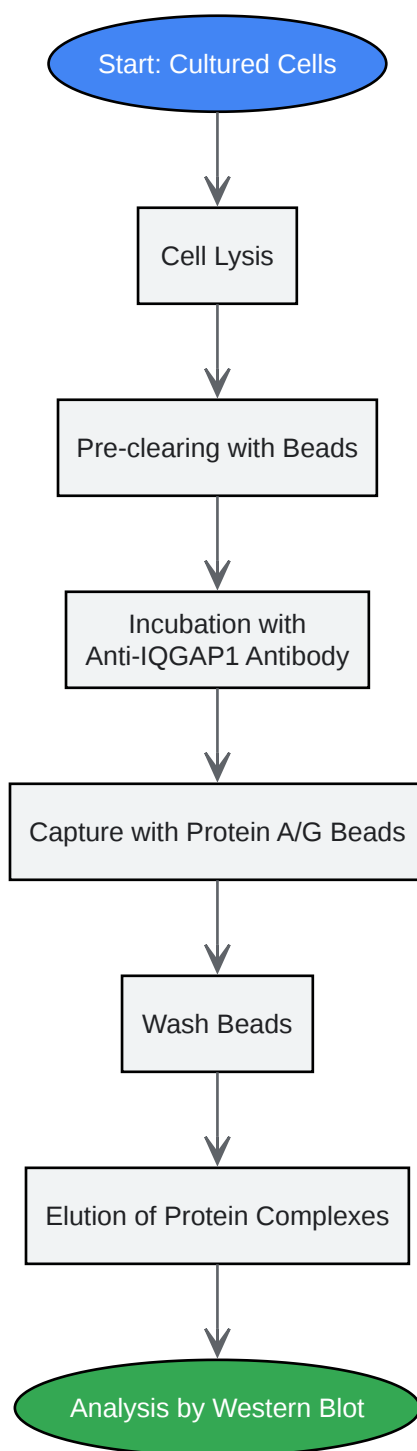 Start: Cultured Cells
Cell Lysis
Pre-clearing with Beads
Incubation with
Anti-IQGAP1 Antibody
Capture with Protein A/G Beads
Wash Beads
Elution of Protein Complexes
Analysis by Western Blot